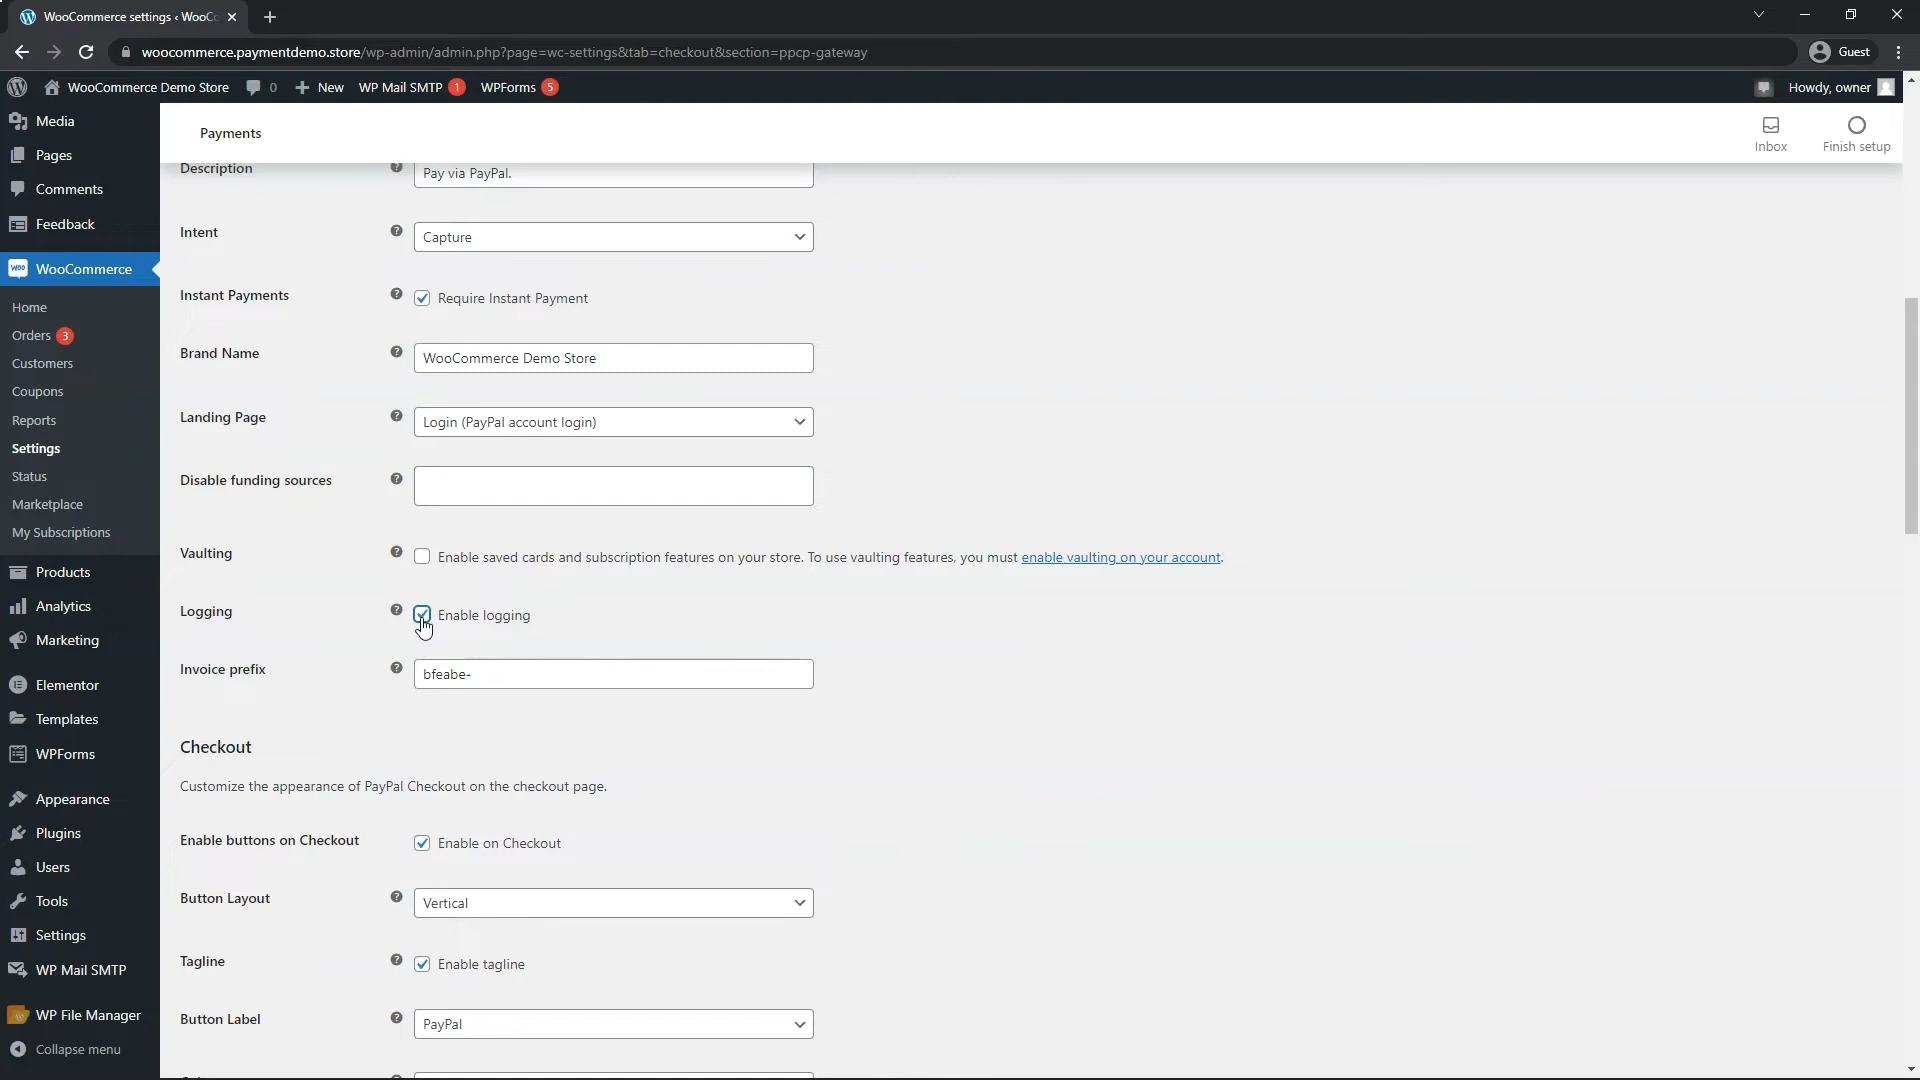 WooCommerce settings ‹ WooC
woocommerce.paymentdemo.store/wp-admin/admin.php?page=wc-settings&tab=checkout&section=ppcp-gateway
Guest
WooCommerce Demo Store
0
New
WP Mail SMTP 1
WPForms 5
Howdy, owner
Media
Pages
Comments
Feedback
WooCommerce
Home
Orders 3
Customers
Coupons
Reports
Settings
Status
Marketplace
My Subscriptions
Products
Analytics
Marketing
Elementor
Templates
WPForms
Appearance
Plugins
Users
Tools
Settings
WP Mail SMTP
WP File Manager
Collapse menu
Payments
Inbox
Finish setup
Description
Pay via PayPal.
Intent
Capture
Instant Payments
Require Instant Payment
Brand Name
WooCommerce Demo Store
Landing Page
Login (PayPal account login)
Disable funding sources
Vaulting
Enable saved cards and subscription features on your store. To use vaulting features, you must enable vaulting on your account.
Logging
Enable logging
Invoice prefix
bfeabe-
Checkout
Customize the appearance of PayPal Checkout on the checkout page.
Enable buttons on Checkout
Enable on Checkout
Button Layout
Vertical
Tagline
Enable tagline
Button Label
PayPal